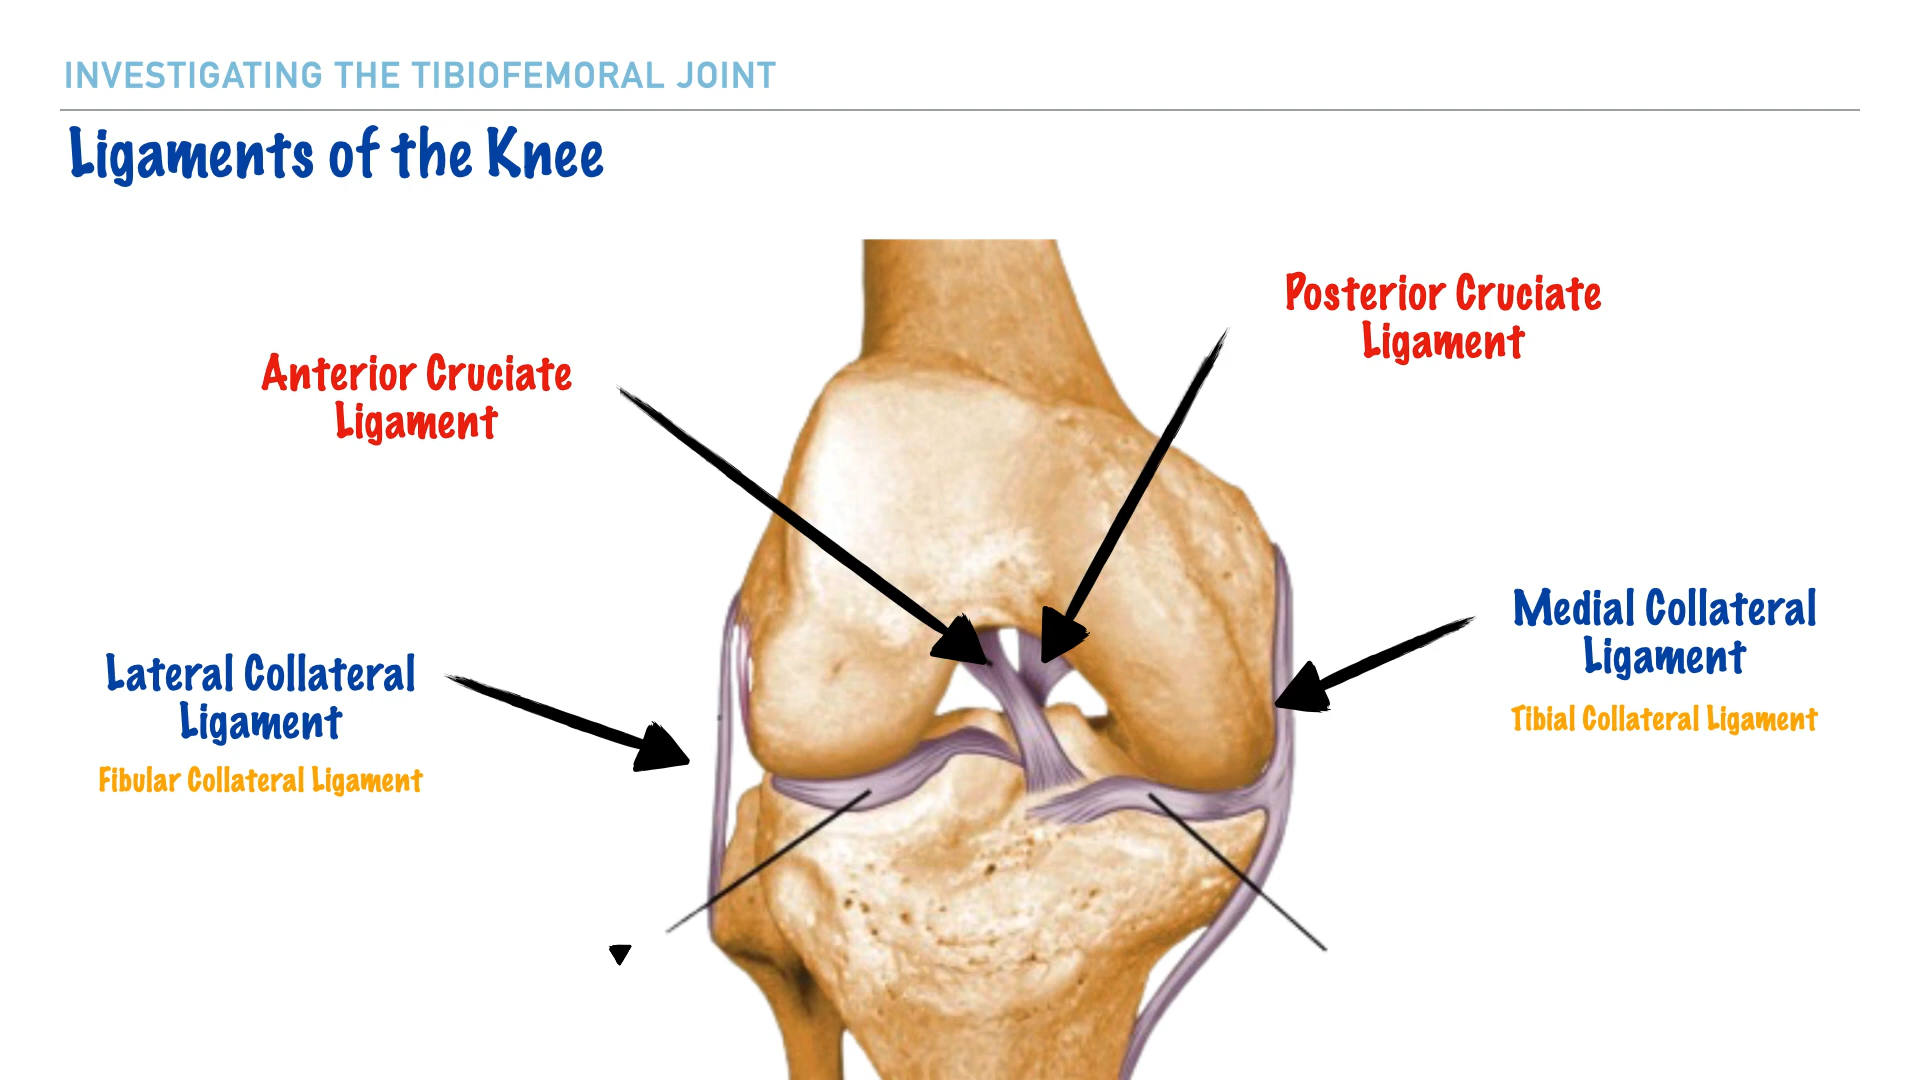 INVESTIGATING THE TIBIOFEMORAL JOINT
Ligaments of the Knee
Posterior Cruciate
Ligament
Anterior Cruciate
Ligament
Medial Collateral
Ligament
Tibial Collateral Ligament
Lateral Collateral
Ligament
Fibular Collateral Ligament